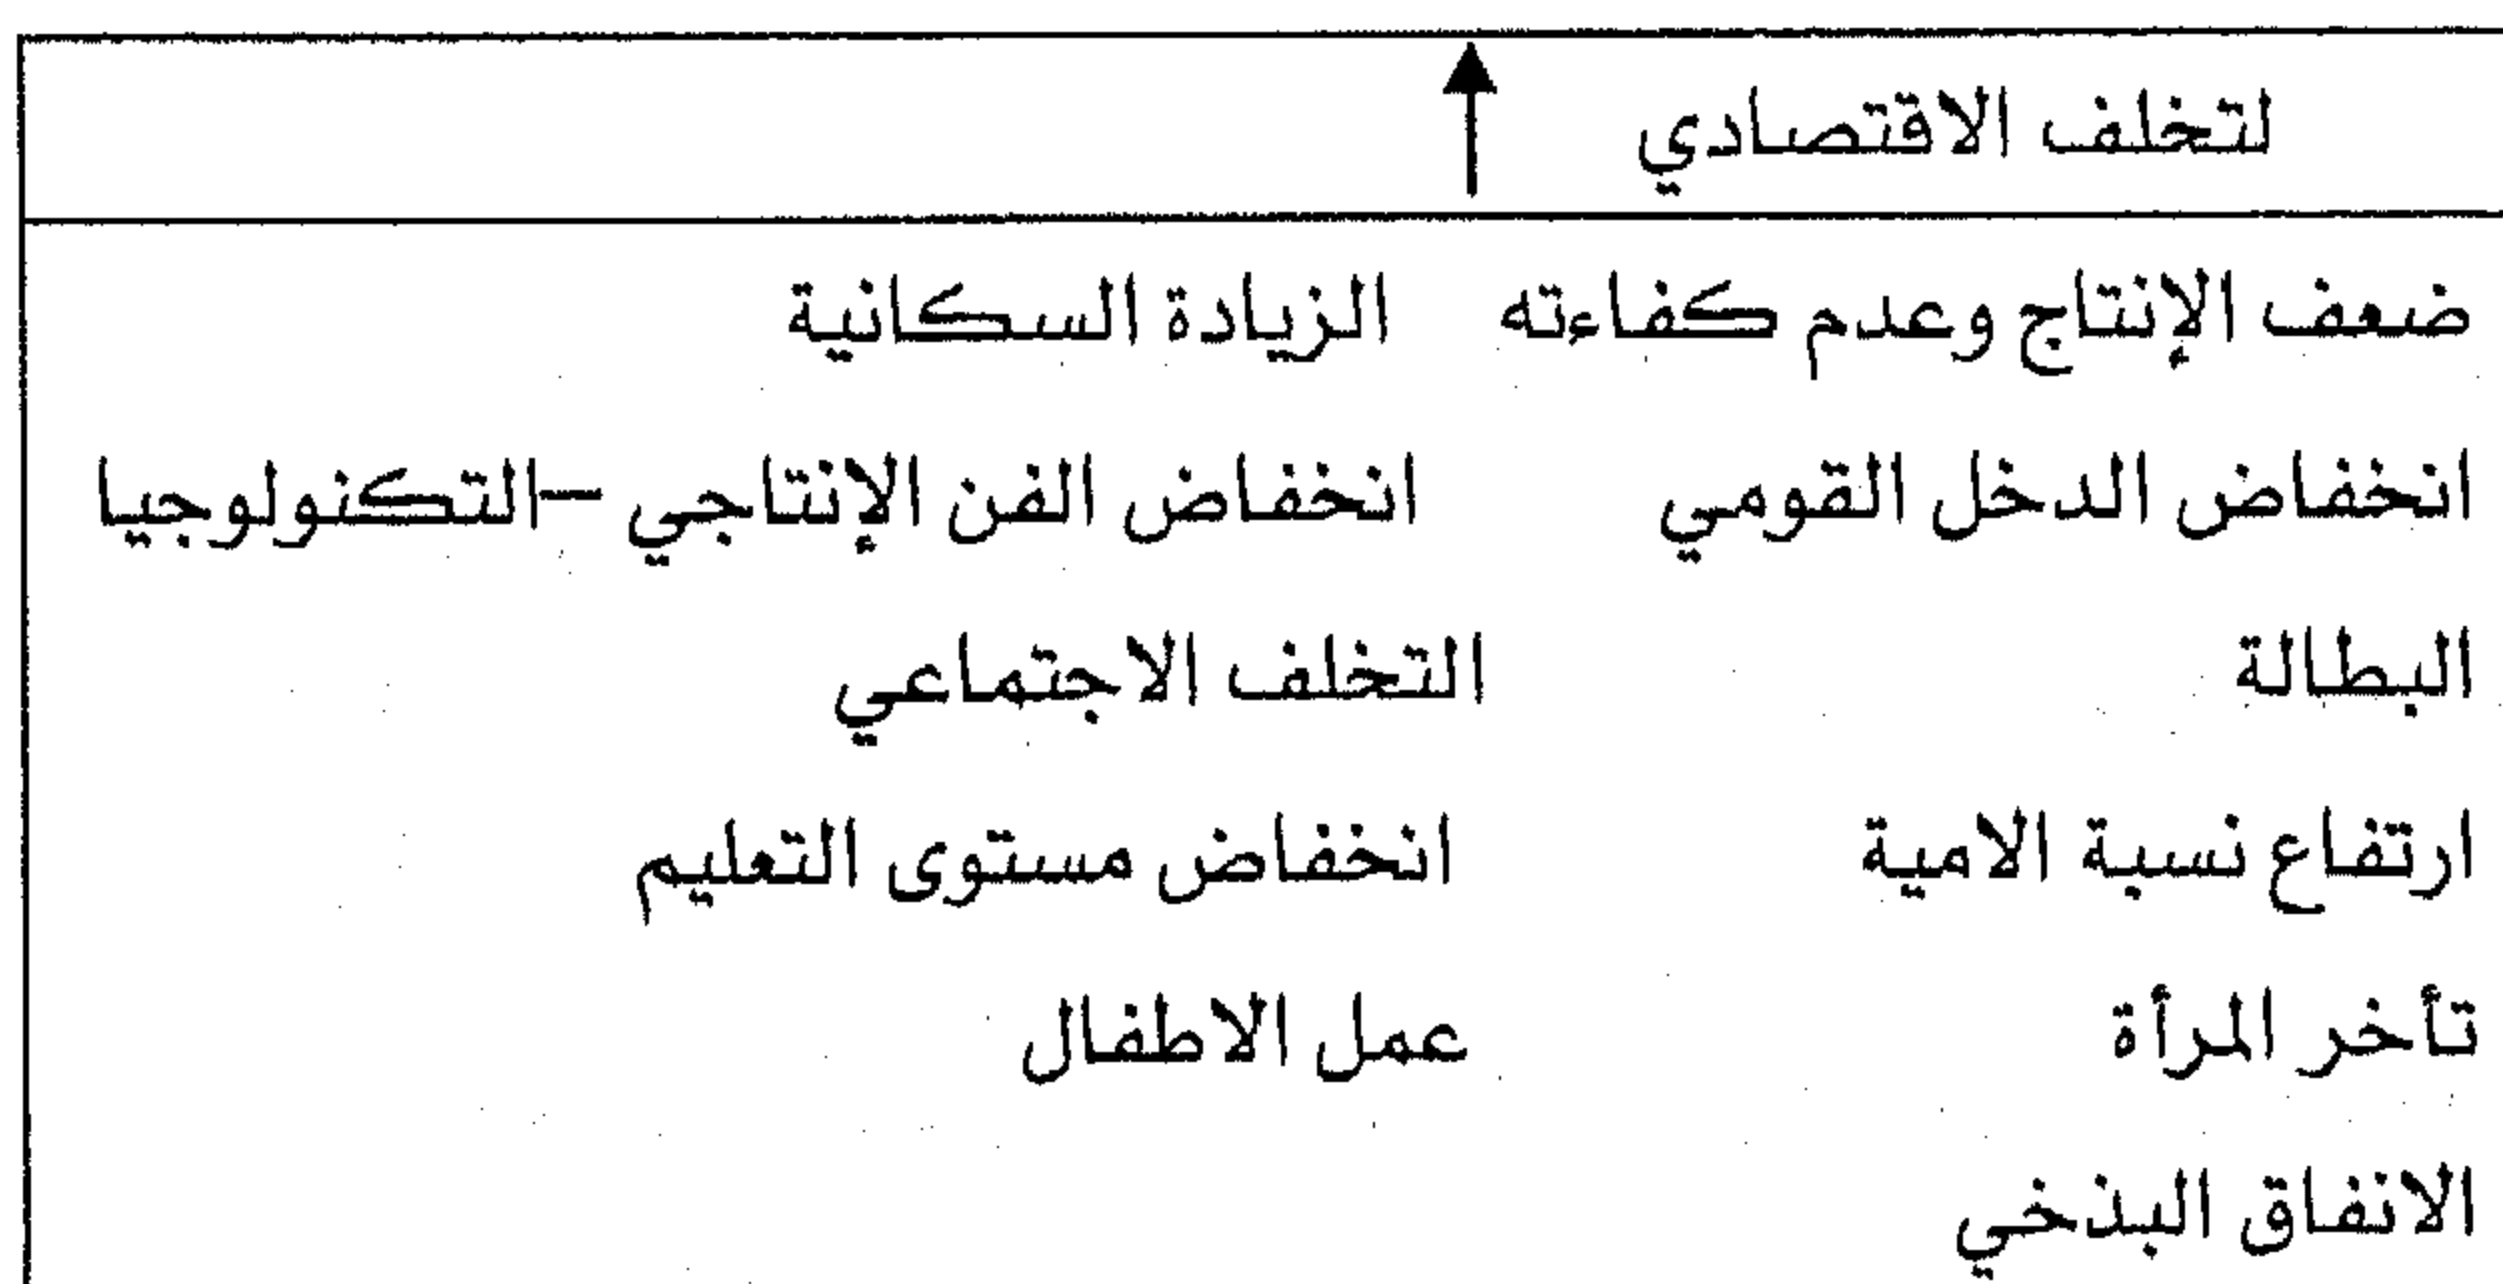 لتخلف الاقتصادي
ضعف الإنتاج وعدم كفاءته الزيادة السكانية
انخفاض الدخل القومي انخفاض الفن الإنتاجي –التكنولوجيا
البطالة التخلف الاجتماعي
ارتفاع نسبة الامية انخفاض مستوى التعليم
تأخر المرأة عمل الاطفال
الانفاق البذخي